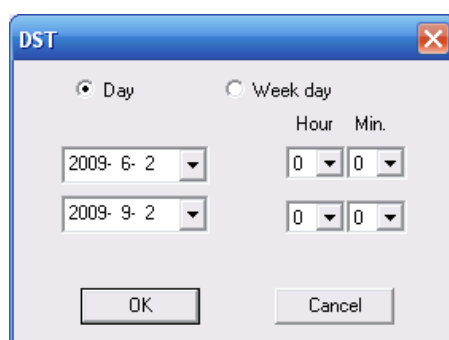 DST
Day Week day
Hour Min.
2009- 6- 2 0 0
2009- 9- 2 0 0
OK Cancel